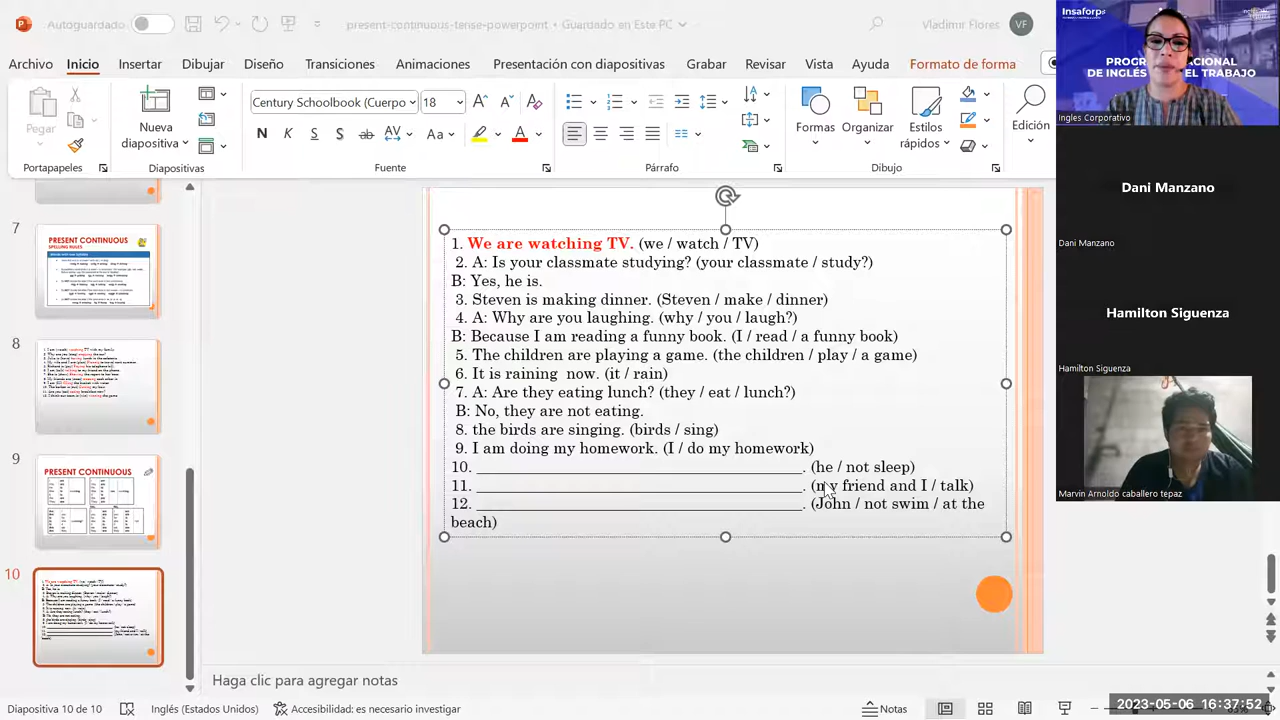 Autoguardado
present-continuous-tense-powerpoint • Guardado en Este PC
Vladimir Flores
VF
Archivo Inicio Insertar Dibujar Diseño Transiciones Animaciones Presentación con diapositivas Grabar Revisar Vista Ayuda Formato de forma
Pegar
Nueva diapositiva
Century Schoolbook (Cuerpo
18
Formas
Organizar
Estilos rápidos
Edición
Portapapeles
Diapositivas
Fuente
Párrafo
Dibujo
7
PRESENT CONTINUOUS
SPELLING RULES
8
9
PRESENT CONTINUOUS
10
1. We are watching TV. (we / watch / TV)
2. A: Is your classmate studying? (your classmate / study?)
B: Yes, he is.
3. Steven is making dinner. (Steven / make / dinner)
4. A: Why are you laughing. (why / you / laugh?)
B: Because I am reading a funny book. (I / read / a funny book)
5. The children are playing a game. (the children / play / a game)
6. It is raining  now. (it / rain)
7. A: Are they eating lunch? (they / eat / lunch?)
B: No, they are not eating.
8. the birds are singing. (birds / sing)
9. I am doing my homework. (I / do my homework)
10. ______________________________. (he / not sleep)
11. ______________________________. (my friend and I / talk)
12. ______________________________. (John / not swim / at the
beach)
Haga clic para agregar notas
Diapositiva 10 de 10
Inglés (Estados Unidos)
Accesibilidad: es necesario investigar
Notas
2023-05-06 16:37:52
Insaforp
DE INGLÉS
EL TRABAJO
Ingles Corporativo
Dani Manzano
Dani Manzano
Hamilton Siguenza
Hamilton Siguenza
Marvin Arnoldo caballero tepaz